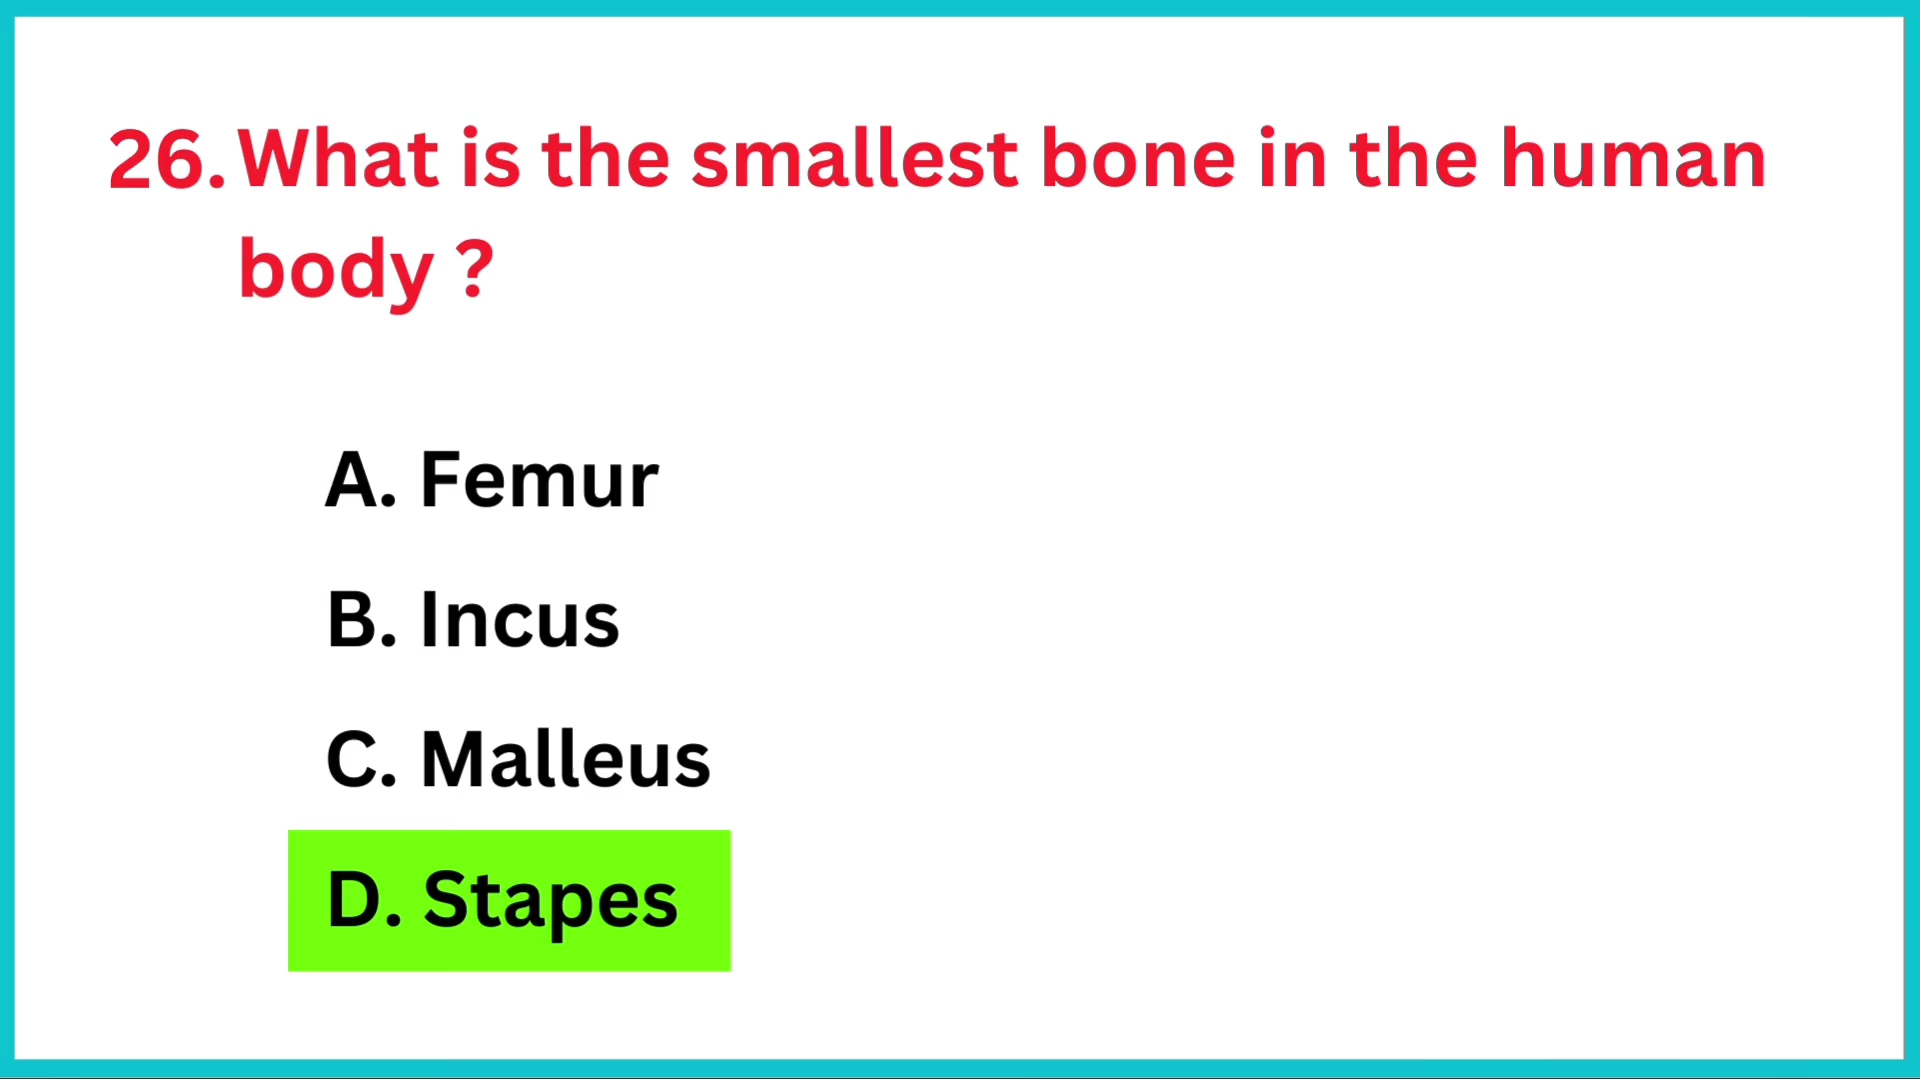 26. What is the smallest bone in the human
body ?
A. Femur
B. Incus
C. Malleus
D. Stapes